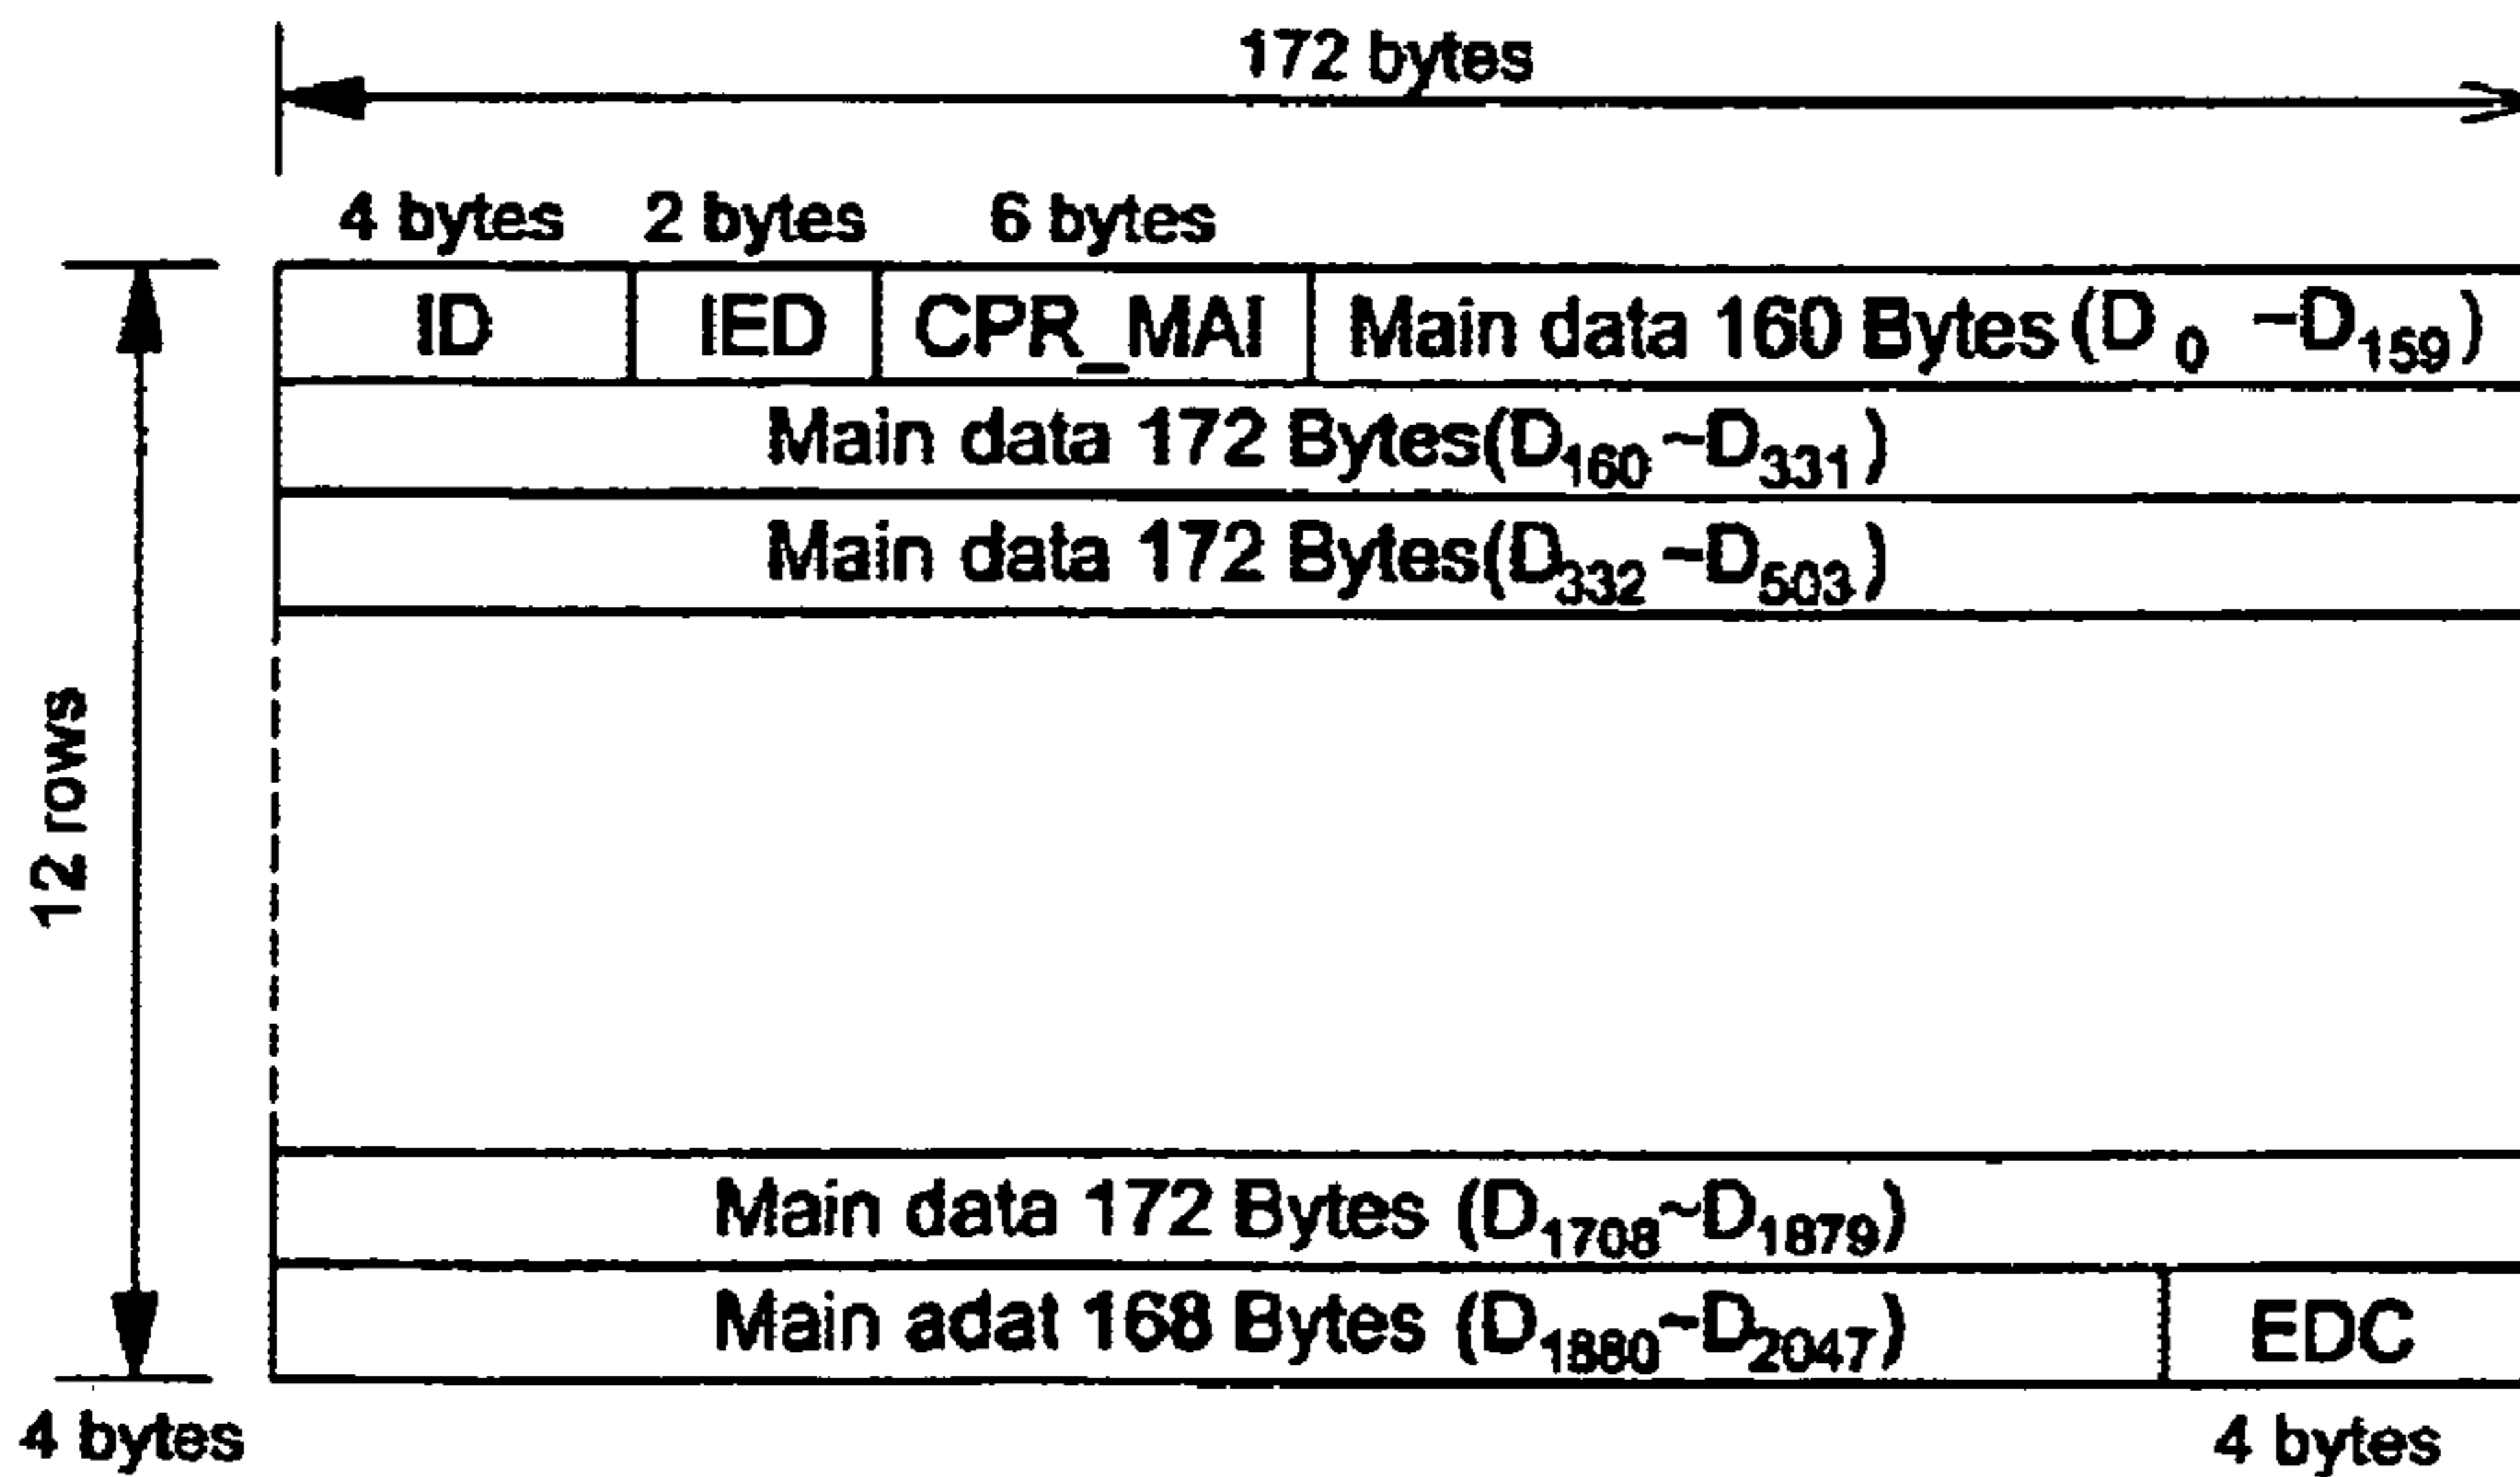 172 bytes
4 bytes 2 bytes 6 bytes
ID IED CPR_MAI Main data 160 Bytes (D 0 ~D159)
Main data 172 Bytes(D160 ~D331)
Main data 172 Bytes(D332 ~D503)
12 rows
Main data 172 Bytes (D1708~D1879)
Main adat 168 Bytes (D1880~D2047) EDC
4 bytes 4 bytes